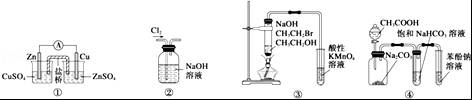 A
Zn
Cu
盐
桥
CuSO₄
ZnSO₄
①
Cl₂
NaOH
溶液
②
NaOH
CH₃CH₂Br
CH₃CH₂OH
酸性
KMnO₄
溶液
③
CH₃COOH
饱和 NaHCO₃ 溶液
Na₂CO₃
苯酚钠
溶液
④